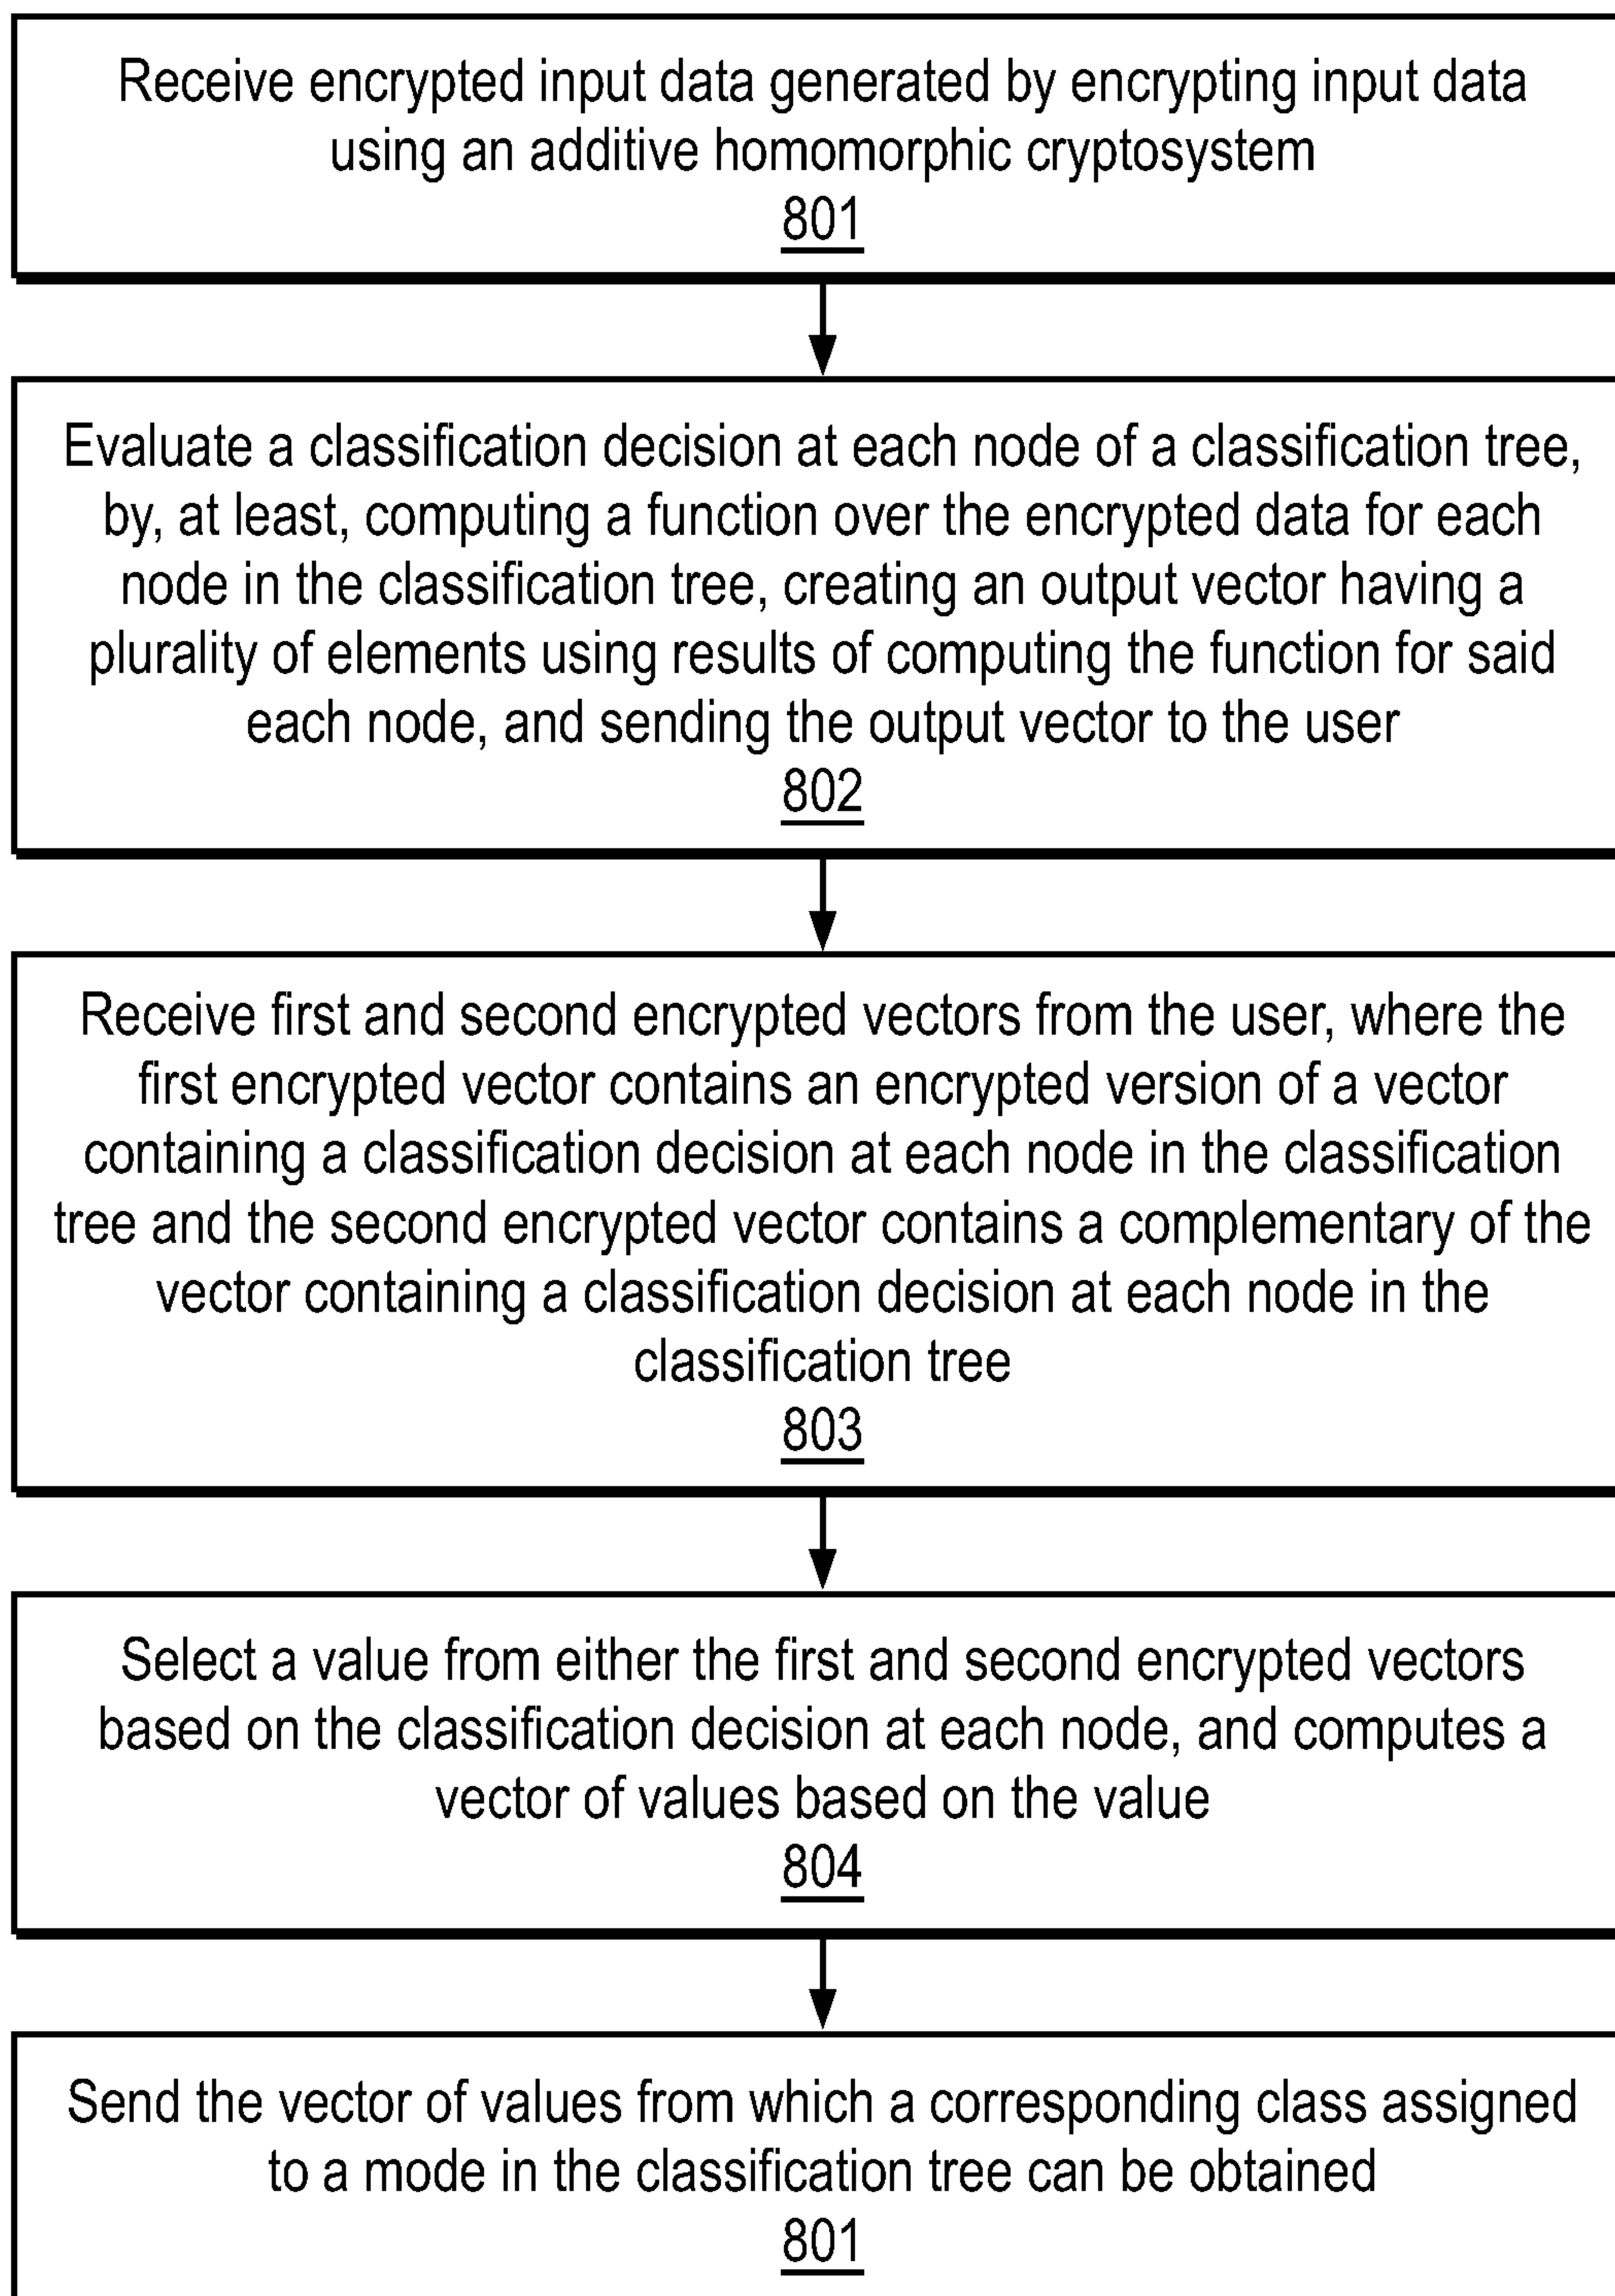 Receive encrypted input data generated by encrypting input data
using an additive homomorphic cryptosystem
801
Evaluate a classification decision at each node of a classification tree,
by, at least, computing a function over the encrypted data for each
node in the classification tree, creating an output vector having a
plurality of elements using results of computing the function for said
each node, and sending the output vector to the user
802
Receive first and second encrypted vectors from the user, where the
first encrypted vector contains an encrypted version of a vector
containing a classification decision at each node in the classification
tree and the second encrypted vector contains a complementary of the
vector containing a classification decision at each node in the
classification tree
803
Select a value from either the first and second encrypted vectors
based on the classification decision at each node, and computes a
vector of values based on the value
804
Send the vector of values from which a corresponding class assigned
to a mode in the classification tree can be obtained
801